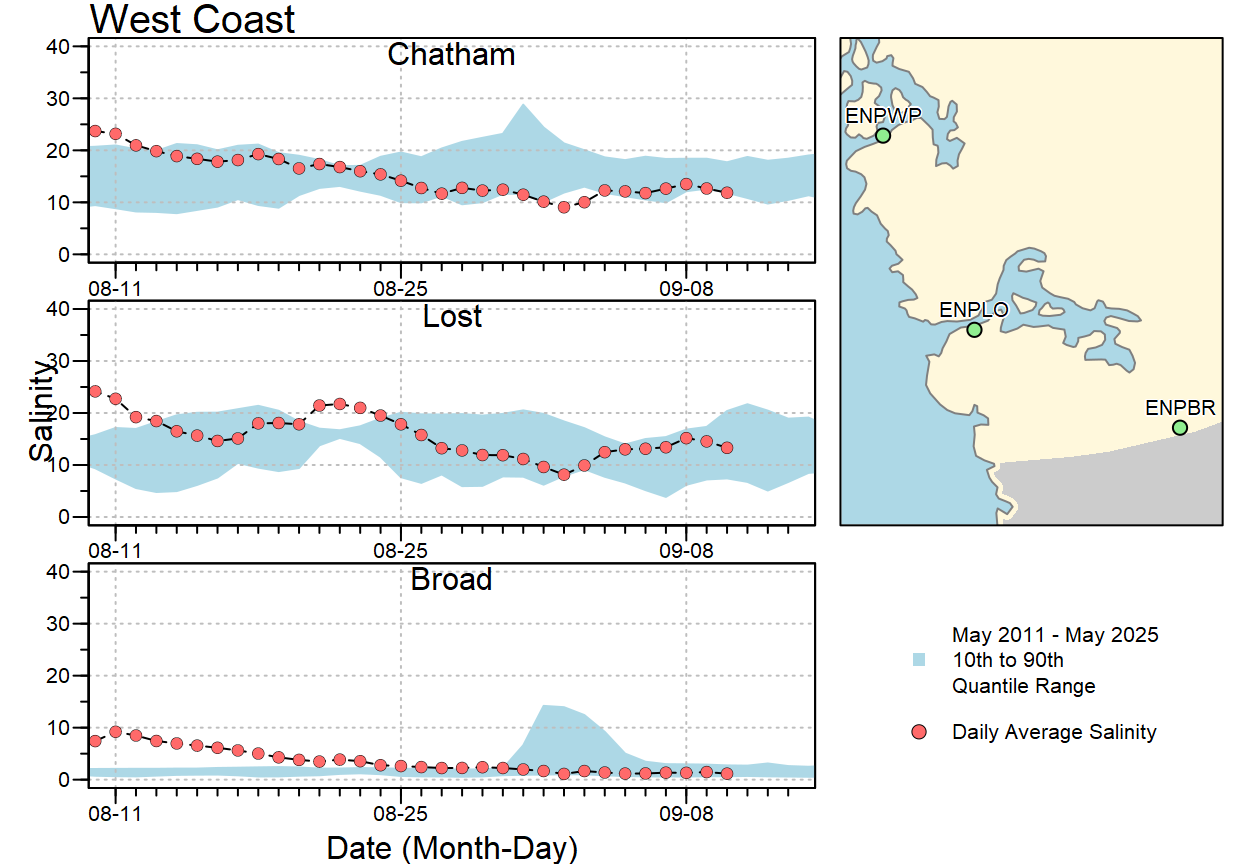 West Coast
Chatham
40
30
20
10
0
08-11
08-25
09-08
Lost
40
30
20
10
0
08-11
08-25
09-08
Salinity
Broad
40
30
20
10
0
08-11
08-25
09-08
Date (Month-Day)
ENPWP
ENPLO
ENPBR
May 2011 - May 2025
10th to 90th
Quantile Range
Daily Average Salinity